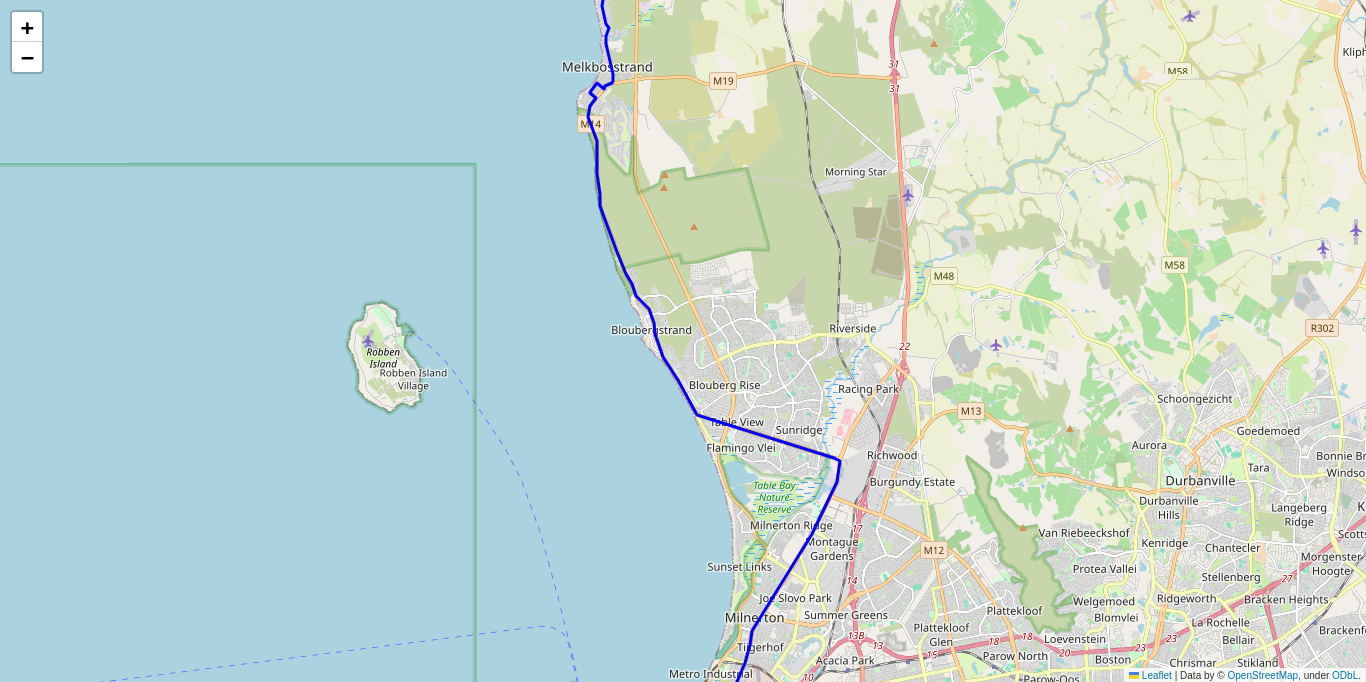 +
−
Melkbosstrand
M19
31
31
M58
Kliph
M14
Morning Star
M58
M48
R302
Bloubergstrand
Riverside
22
Robben
Island
Robben Island
Village
Blouberg Rise
Racing Park
Schoongezicht
M13
Table View
Sunridge
Goedemoed
Flamingo Vlei
Richwood
Aurora
Bonnie Br
Tala
Windso
Table Bay
Nature
Reserve
Burgundy Estate
Durbanville
Durbanville
Hills
Langeberg
Ridge
K
Milnerton Ridge
17
Van Riebeeckshof
Scotts
Montague
Gardens
M12
Kenridge
Chantecler
Morgenster
Hoogte
Sunset Links
14
Protea Vallei
Stellenberg
27
Joe Slovo Park
Welgemoed
Ridgeworth
Bracken Heights
Milnerton
Summer Greens
Plattekloof
Blomvlei
La Rochelle
13B
Plattekloof
Glen
18
18
Loevenstein
23
Bellair
Brackenfe
Tijgerhof
15
Parow North
20
Acacia Park
Boston
Chrismar
Stikland
Metro Industrial
10
Parow-Oos
Leaflet | Data by © OpenStreetMap, under ODbL.